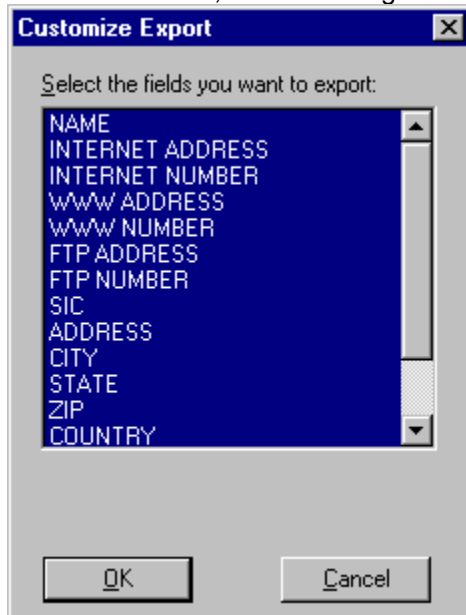 Customize Export
Select the fields you want to export:
NAME
INTERNET ADDRESS
INTERNET NUMBER
WWW ADDRESS
WWW NUMBER
FTP ADDRESS
FTP NUMBER
SIC
ADDRESS
CITY
STATE
ZIP
COUNTRY
OK
Cancel